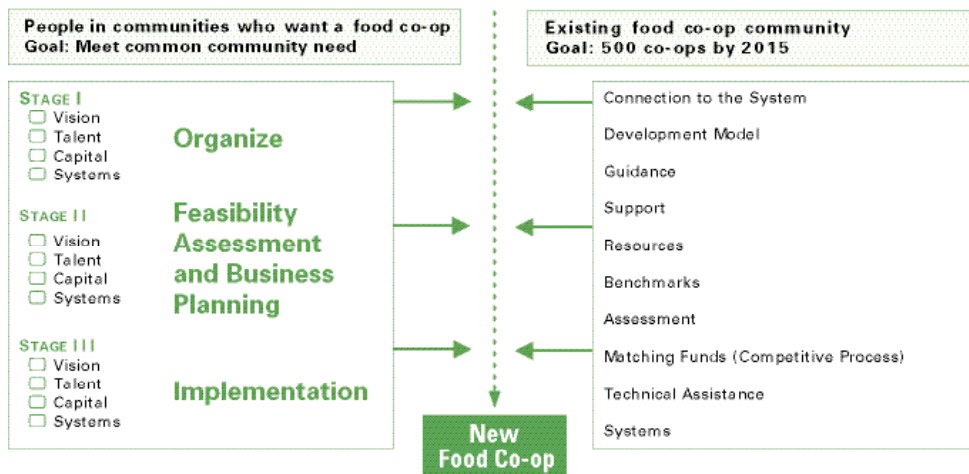 People in communities who want a food co-op
Goal: Meet common community need
Existing food co-op community
Goal: 500 co-ops by 2015
STAGE I
Vision
Talent
Capital
Systems
Organize
STAGE II
Vision
Talent
Capital
Systems
Feasibility
Assessment
and Business
Planning
STAGE III
Vision
Talent
Capital
Systems
Implementation
Connection to the System
Development Model
Guidance
Support
Resources
Benchmarks
Assessment
Matching Funds (Competitive Process)
Technical Assistance
Systems
New
Food Co-op